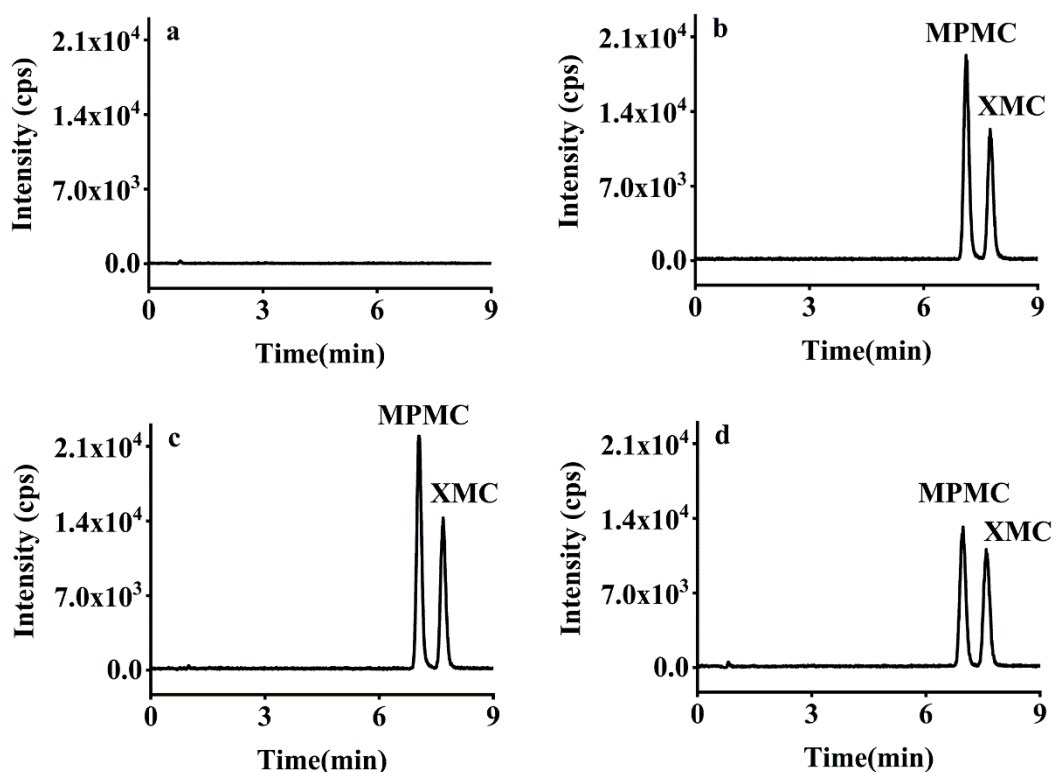 a
2.1x10⁴
1.4x10⁴
7.0x10³
0.0
Intensity (cps)
0 3 6 9
Time(min)
b
MPMC
XMC
2.1x10⁴
1.4x10⁴
7.0x10³
0.0
Intensity (cps)
0 3 6 9
Time(min)
c
MPMC
XMC
2.1x10⁴
1.4x10⁴
7.0x10³
0.0
Intensity (cps)
0 3 6 9
Time(min)
d
MPMC
XMC
2.1x10⁴
1.4x10⁴
7.0x10³
0.0
Intensity (cps)
0 3 6 9
Time(min)